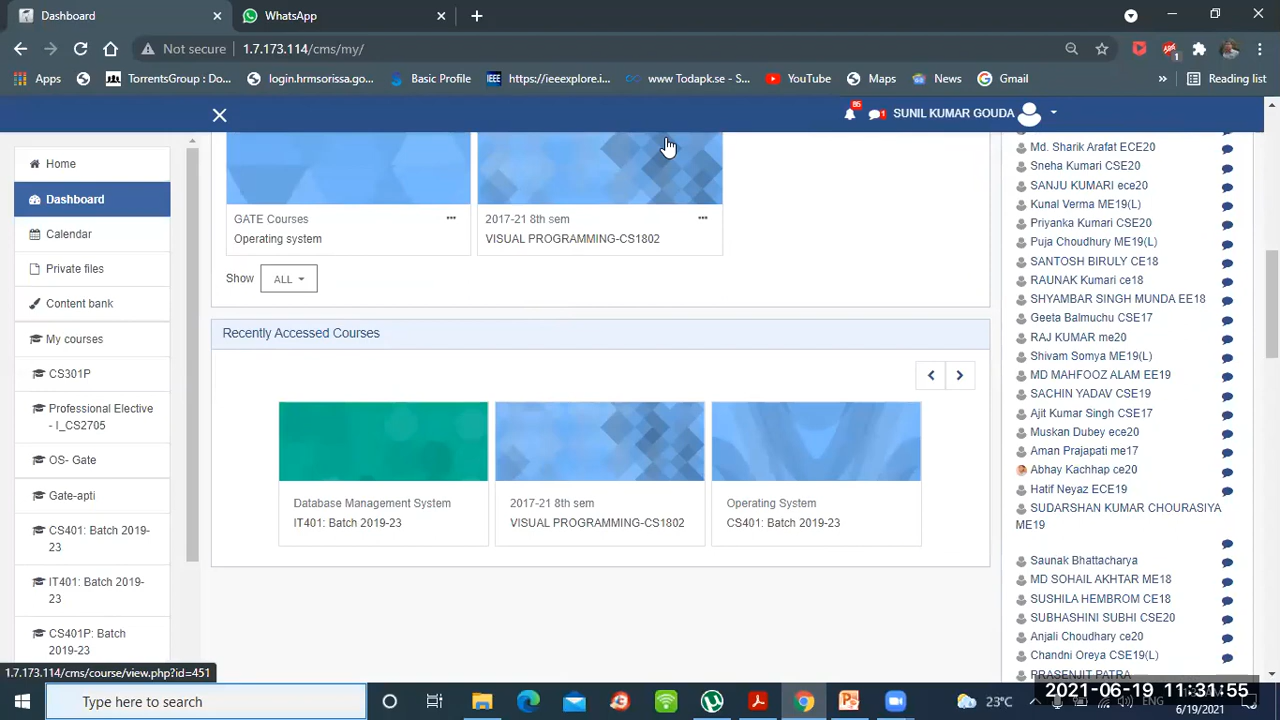 Dashboard
WhatsApp
Not secure
1.7.173.114/cms/my/
Apps
TorrentsGroup : Do...
login.hrmsorissa.go...
Basic Profile
https://ieeexplore.i...
www Todapk.se - S...
YouTube
Maps
News
Gmail
»
Reading list
86
1
SUNIL KUMAR GOUDA
Home
Dashboard
Calendar
Private files
Content bank
My courses
CS301P
Professional Elective
- I_CS2705
OS- Gate
Gate-apti
CS401: Batch 2019-
23
IT401: Batch 2019-
23
CS401P: Batch
2019-23
GATE Courses
Operating system
2017-21 8th sem
VISUAL PROGRAMMING-CS1802
Show
ALL
Recently Accessed Courses
Database Management System
IT401: Batch 2019-23
2017-21 8th sem
VISUAL PROGRAMMING-CS1802
Operating System
CS401: Batch 2019-23
Md. Sharik Arafat ECE20
Sneha Kumari CSE20
SANJU KUMARI ece20
Kunal Verma ME19(L)
Priyanka Kumari CSE20
Puja Choudhury ME19(L)
SANTOSH BIRULY CE18
RAUNAK Kumari ce18
SHYAMBAR SINGH MUNDA EE18
Geeta Balmuchu CSE17
RAJ KUMAR me20
Shivam Somya ME19(L)
MD MAHFOOZ ALAM EE19
SACHIN YADAV CSE19
Ajit Kumar Singh CSE17
Muskan Dubey ece20
Aman Prajapati me17
Abhay Kachhap ce20
Hatif Neyaz ECE19
SUDARSHAN KUMAR CHOURASIYA
ME19
Saunak Bhattacharya
MD SOHAIL AKHTAR ME18
SUSHILA HEMBROM CE18
SUBHASHINI SUBHI CSE20
Anjali Choudhary ce20
Chandni Oreya CSE19(L)
PRASENJIT PATRA
1.7.173.114/cms/course/view.php?id=451
Type here to search
23°C
2021-06-19 11:34:55
6/19/2021